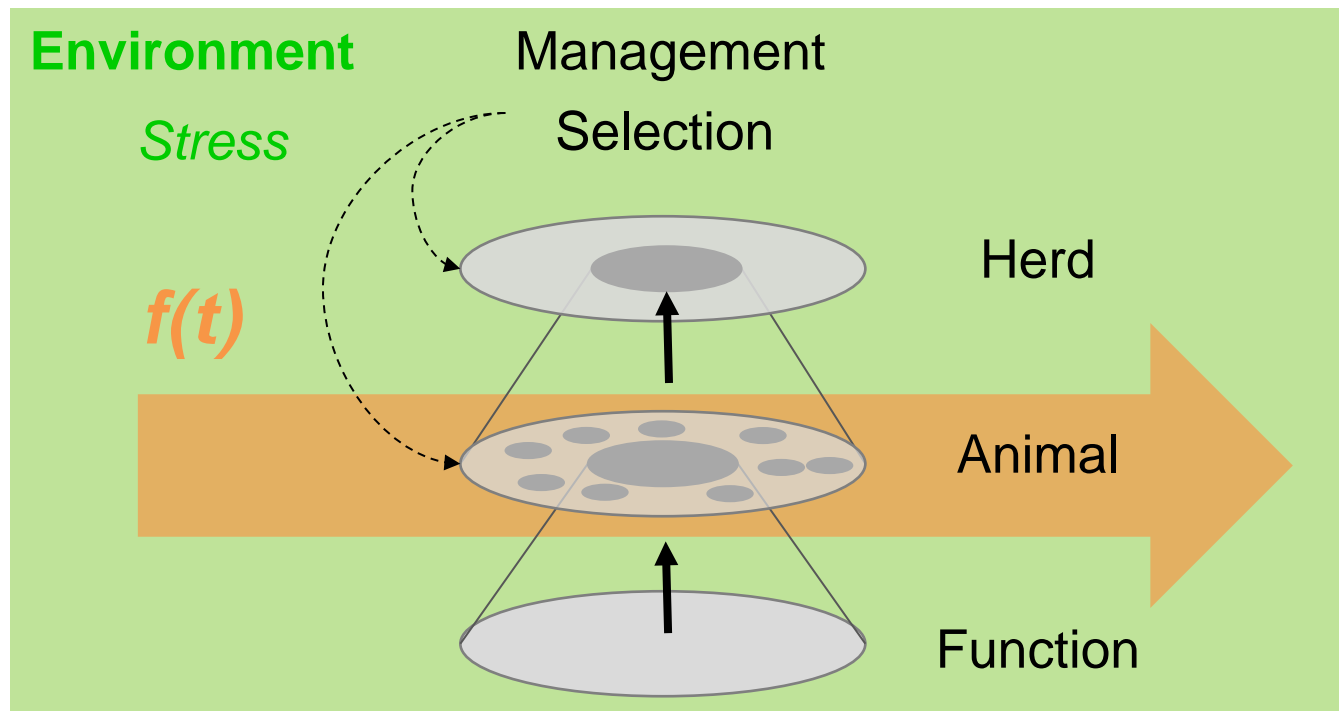 Environment
Management
Stress
Selection
Herd
f(t)
Animal
Function